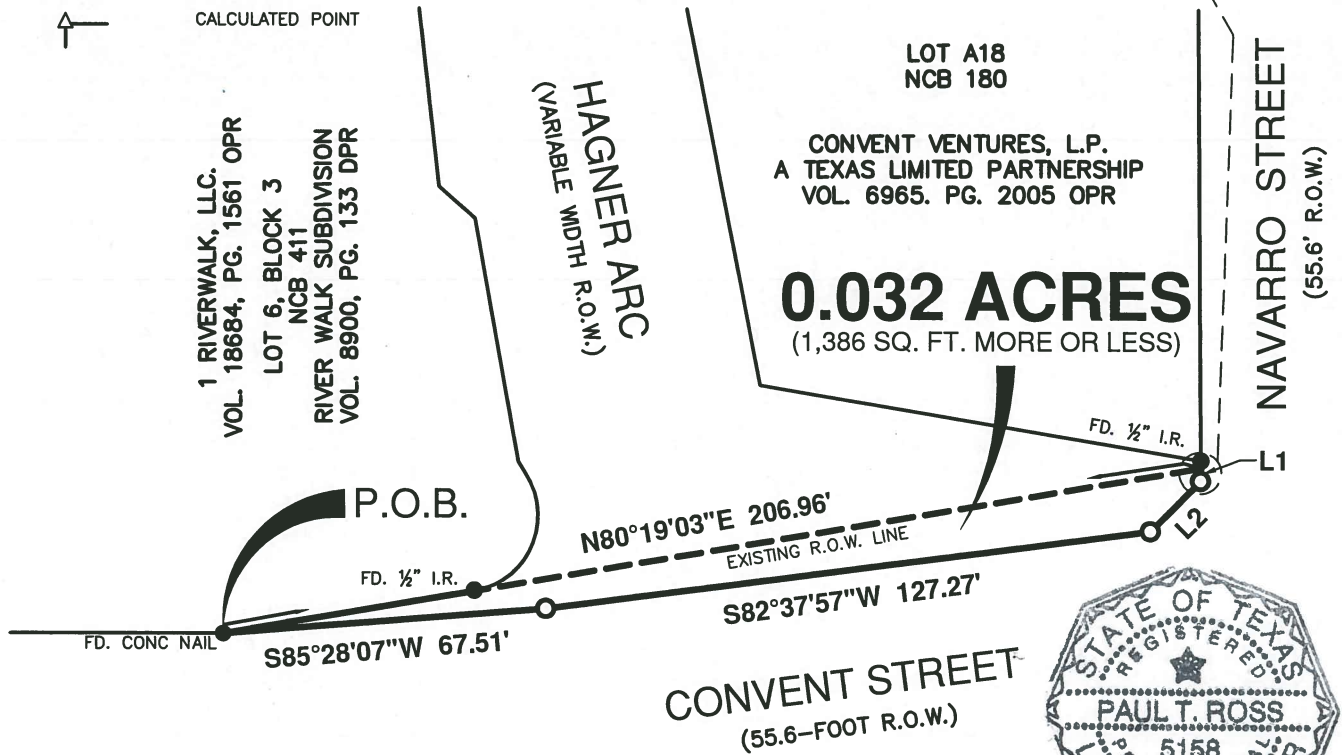 CALCULATED POINT
1 RIVERWALK, LLC.
VOL. 18684, PG. 1561 OPR
LOT 6, BLOCK 3
NCB 411
RIVER WALK SUBDIVISION
VOL. 8900, PG. 133 DPR
HAGNER ARC
(VARIABLE WIDTH R.O.W.)
LOT A18
NCB 180
CONVENT VENTURES, L.P.
A TEXAS LIMITED PARTNERSHIP
VOL. 6965. PG. 2005 OPR
0.032 ACRES
(1,386 SQ. FT. MORE OR LESS)
NAVARRO STREET
(55.6' R.O.W.)
FD. ½" I.R.
L1
L2
P.O.B.
N80°19'03"E 206.96'
EXISTING R.O.W. LINE
FD. ½" I.R.
FD. CONC NAIL
S85°28'07"W 67.51'
S82°37'57"W 127.27'
CONVENT STREET
(55.6-FOOT R.O.W.)
STATE OF TEXAS
REGISTERED
PAUL T. ROSS
5159